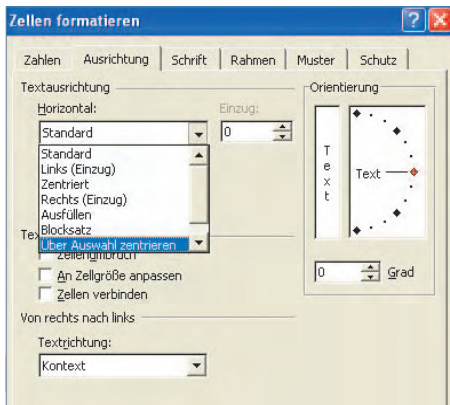 Zellen formatieren
Zahlen Ausrichtung Schrift Rahmen Muster Schutz
Textausrichtung
Horizontal: Einzug:
Standard 0
Standard
Links (Einzug)
Zentriert
Rechts (Einzug)
Ausfüllen
Blocksatz
Über Auswahl zentrieren
Zeilenumbruch
An Zellgröße anpassen
Zellen verbinden
Von rechts nach links
Textrichtung:
Kontext
Orientierung
Text
Text
0 Grad